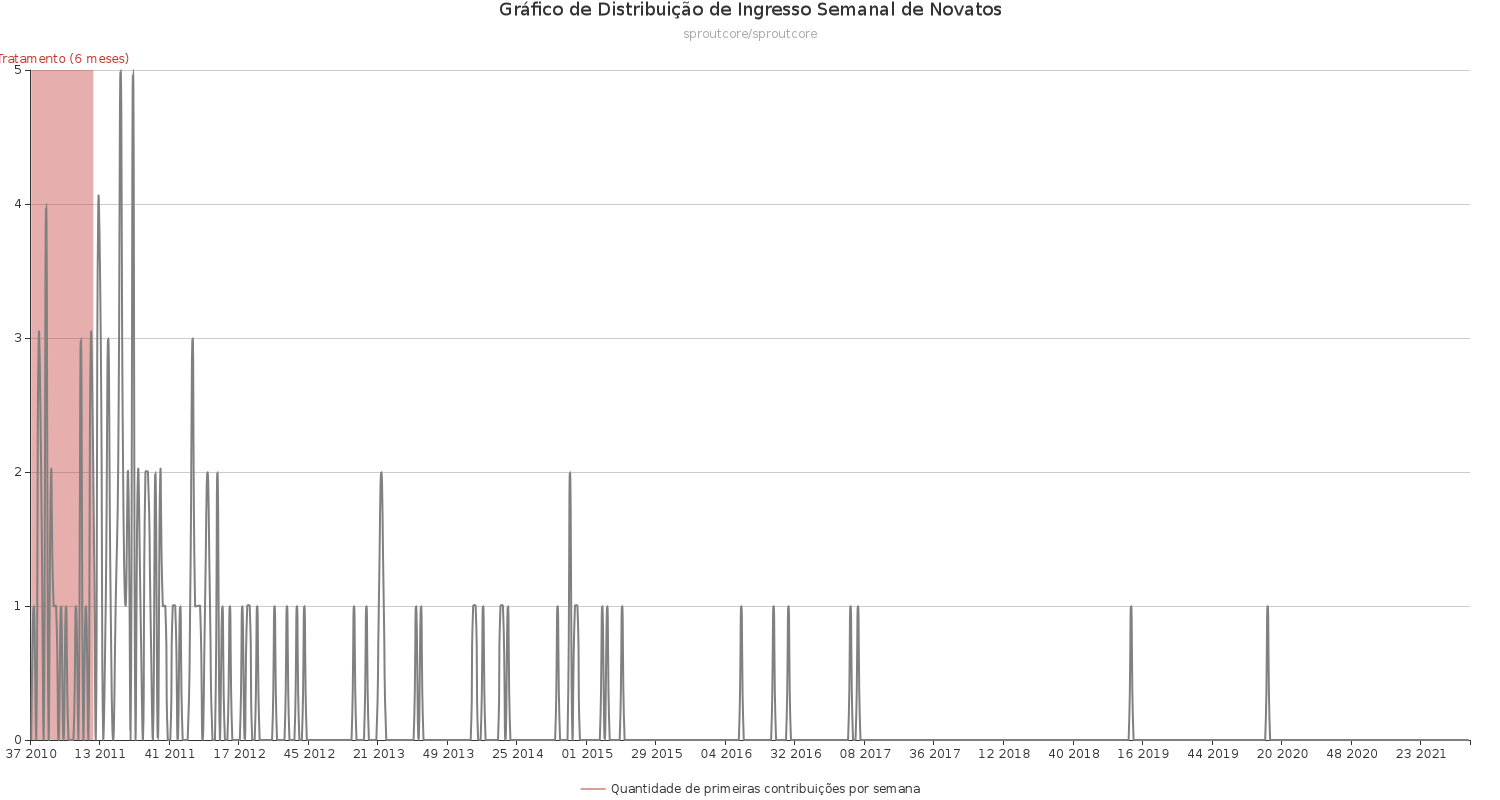 Gráfico de Distribuição de Ingresso Semanal de Novatos
sproutcore/sproutcore
Tratamento (6 meses)
5
4
3
2
1
0
37 2010 13 2011 41 2011 17 2012 45 2012 21 2013 49 2013 25 2014 01 2015 29 2015 04 2016 32 2016 08 2017 36 2017 12 2018 40 2018 16 2019 44 2019 20 2020 48 2020 23 2021
Quantidade de primeiras contribuições por semana